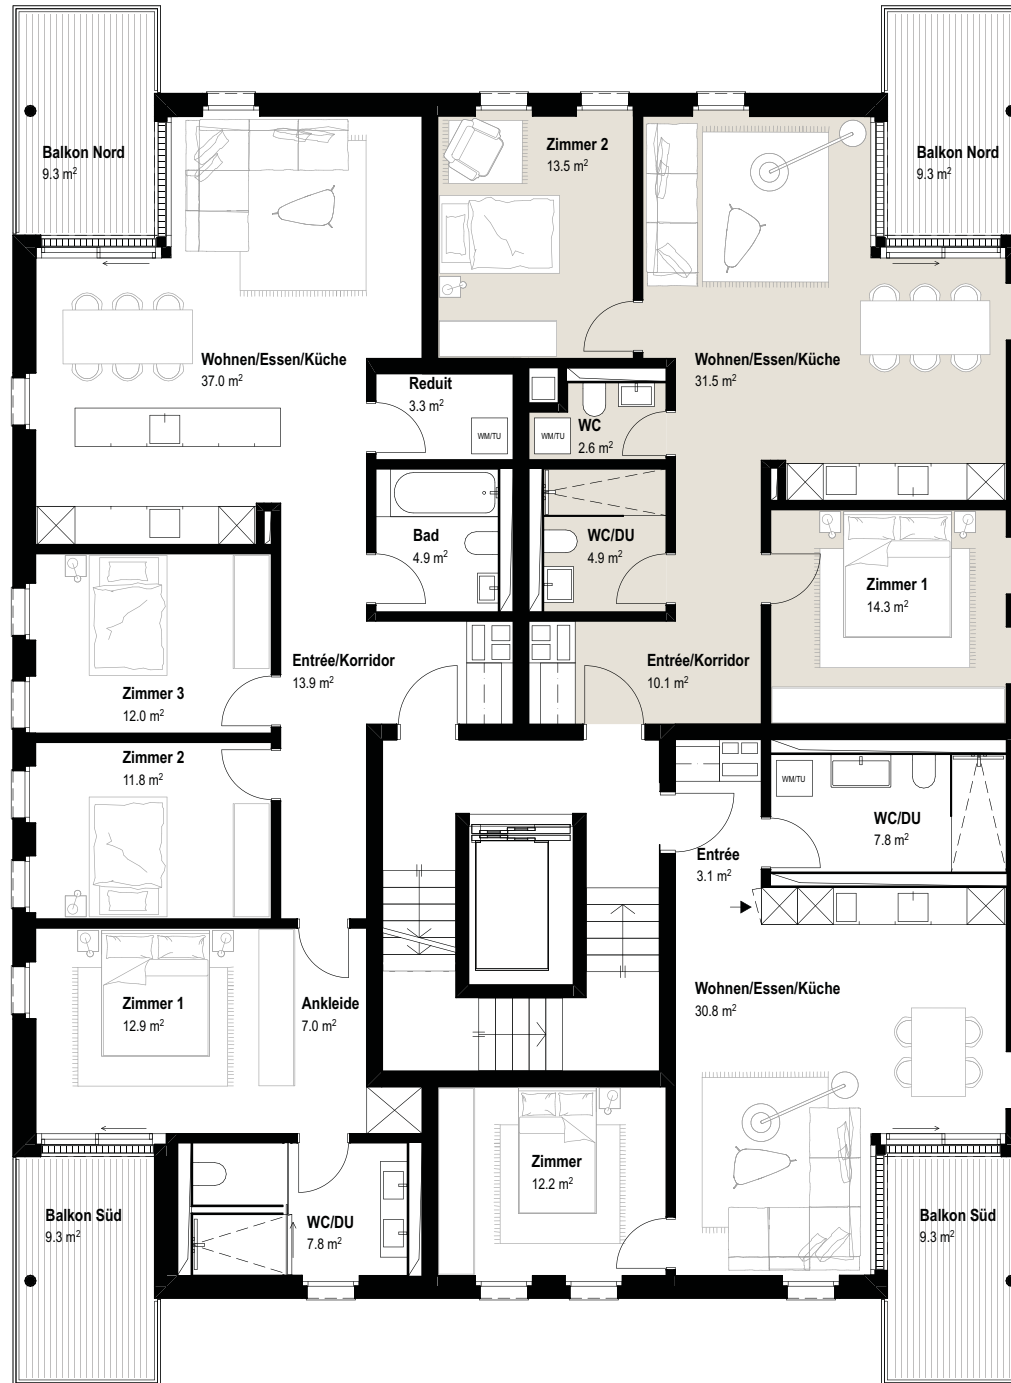 Balkon Nord
9.3 m²
Zimmer 2
13.5 m²
Balkon Nord
9.3 m²
Wohnen/Essen/Küche
37.0 m²
Wohnen/Essen/Küche
31.5 m²
Reduit
3.3 m²
WM/TU
WM/TU
WC
2.6 m²
Bad
4.9 m²
WC/DU
4.9 m²
Zimmer 1
14.3 m²
Entrée/Korridor
13.9 m²
Entrée/Korridor
10.1 m²
Zimmer 3
12.0 m²
Zimmer 2
11.8 m²
WM/TU
WC/DU
7.8 m²
Entrée
3.1 m²
Zimmer 1
12.9 m²
Ankleide
7.0 m²
Wohnen/Essen/Küche
30.8 m²
Zimmer
12.2 m²
Balkon Süd
9.3 m²
WC/DU
7.8 m²
Balkon Süd
9.3 m²